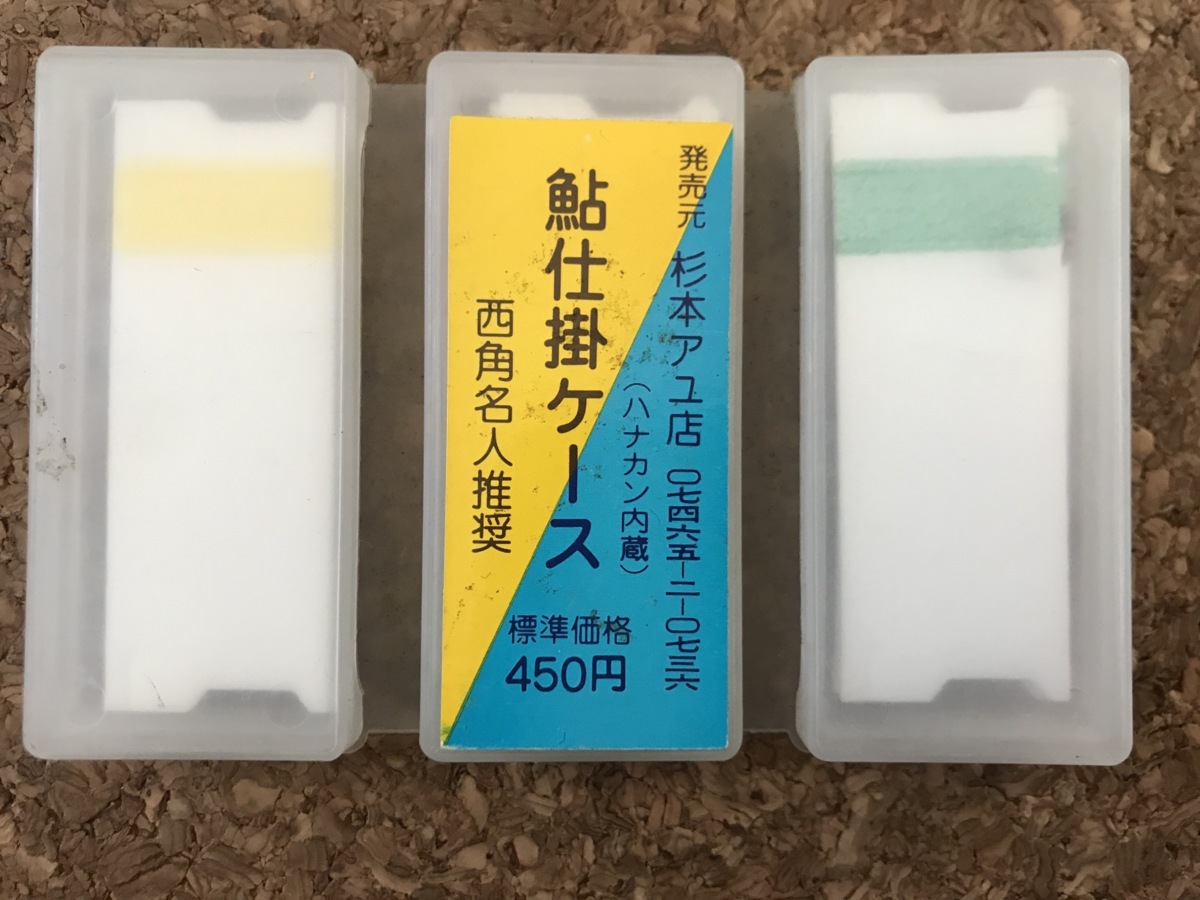 発売元 杉本アユ店 〇七四六五-二-〇七三六
(ハナカン内蔵)
鮎仕掛ケース
西角名人推奨
標準価格
450円